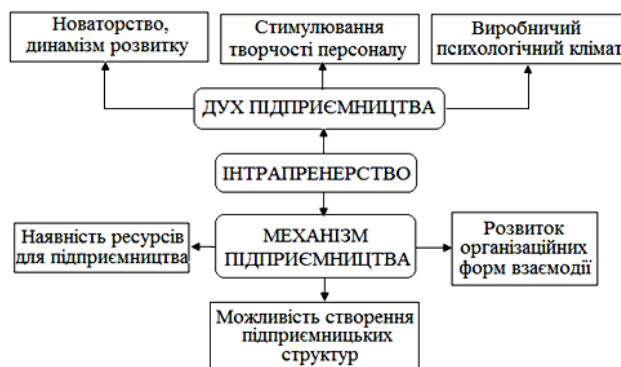 Новаторство,
динамізм розвитку
Стимулювання
творчості персоналу
Виробничий
психологічний клімат
ДУХ ПІДПРИЄМНИЦТВА
ІНТРАПРЕНЕРСТВО
МЕХАНІЗМ
ПІДПРИЄМНИЦТВА
Наявність ресурсів
для підприємництва
Розвиток
організаційних
форм взаємодії
Можливість створення
підприємницьких
структур